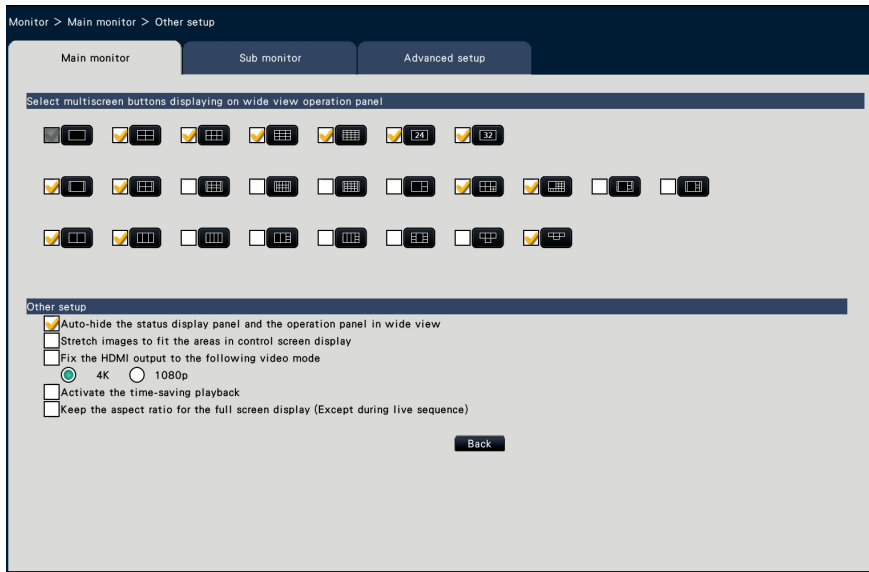 Monitor > Main monitor > Other setup
Main monitor
Sub monitor
Advanced setup
Select multiscreen buttons displaying on wide view operation panel
24
32
Other setup
Auto-hide the status display panel and the operation panel in wide view
Stretch images to fit the areas in control screen display
Fix the HDMI output to the following video mode
4K 1080p
Activate the time-saving playback
Keep the aspect ratio for the full screen display (Except during live sequence)
Back